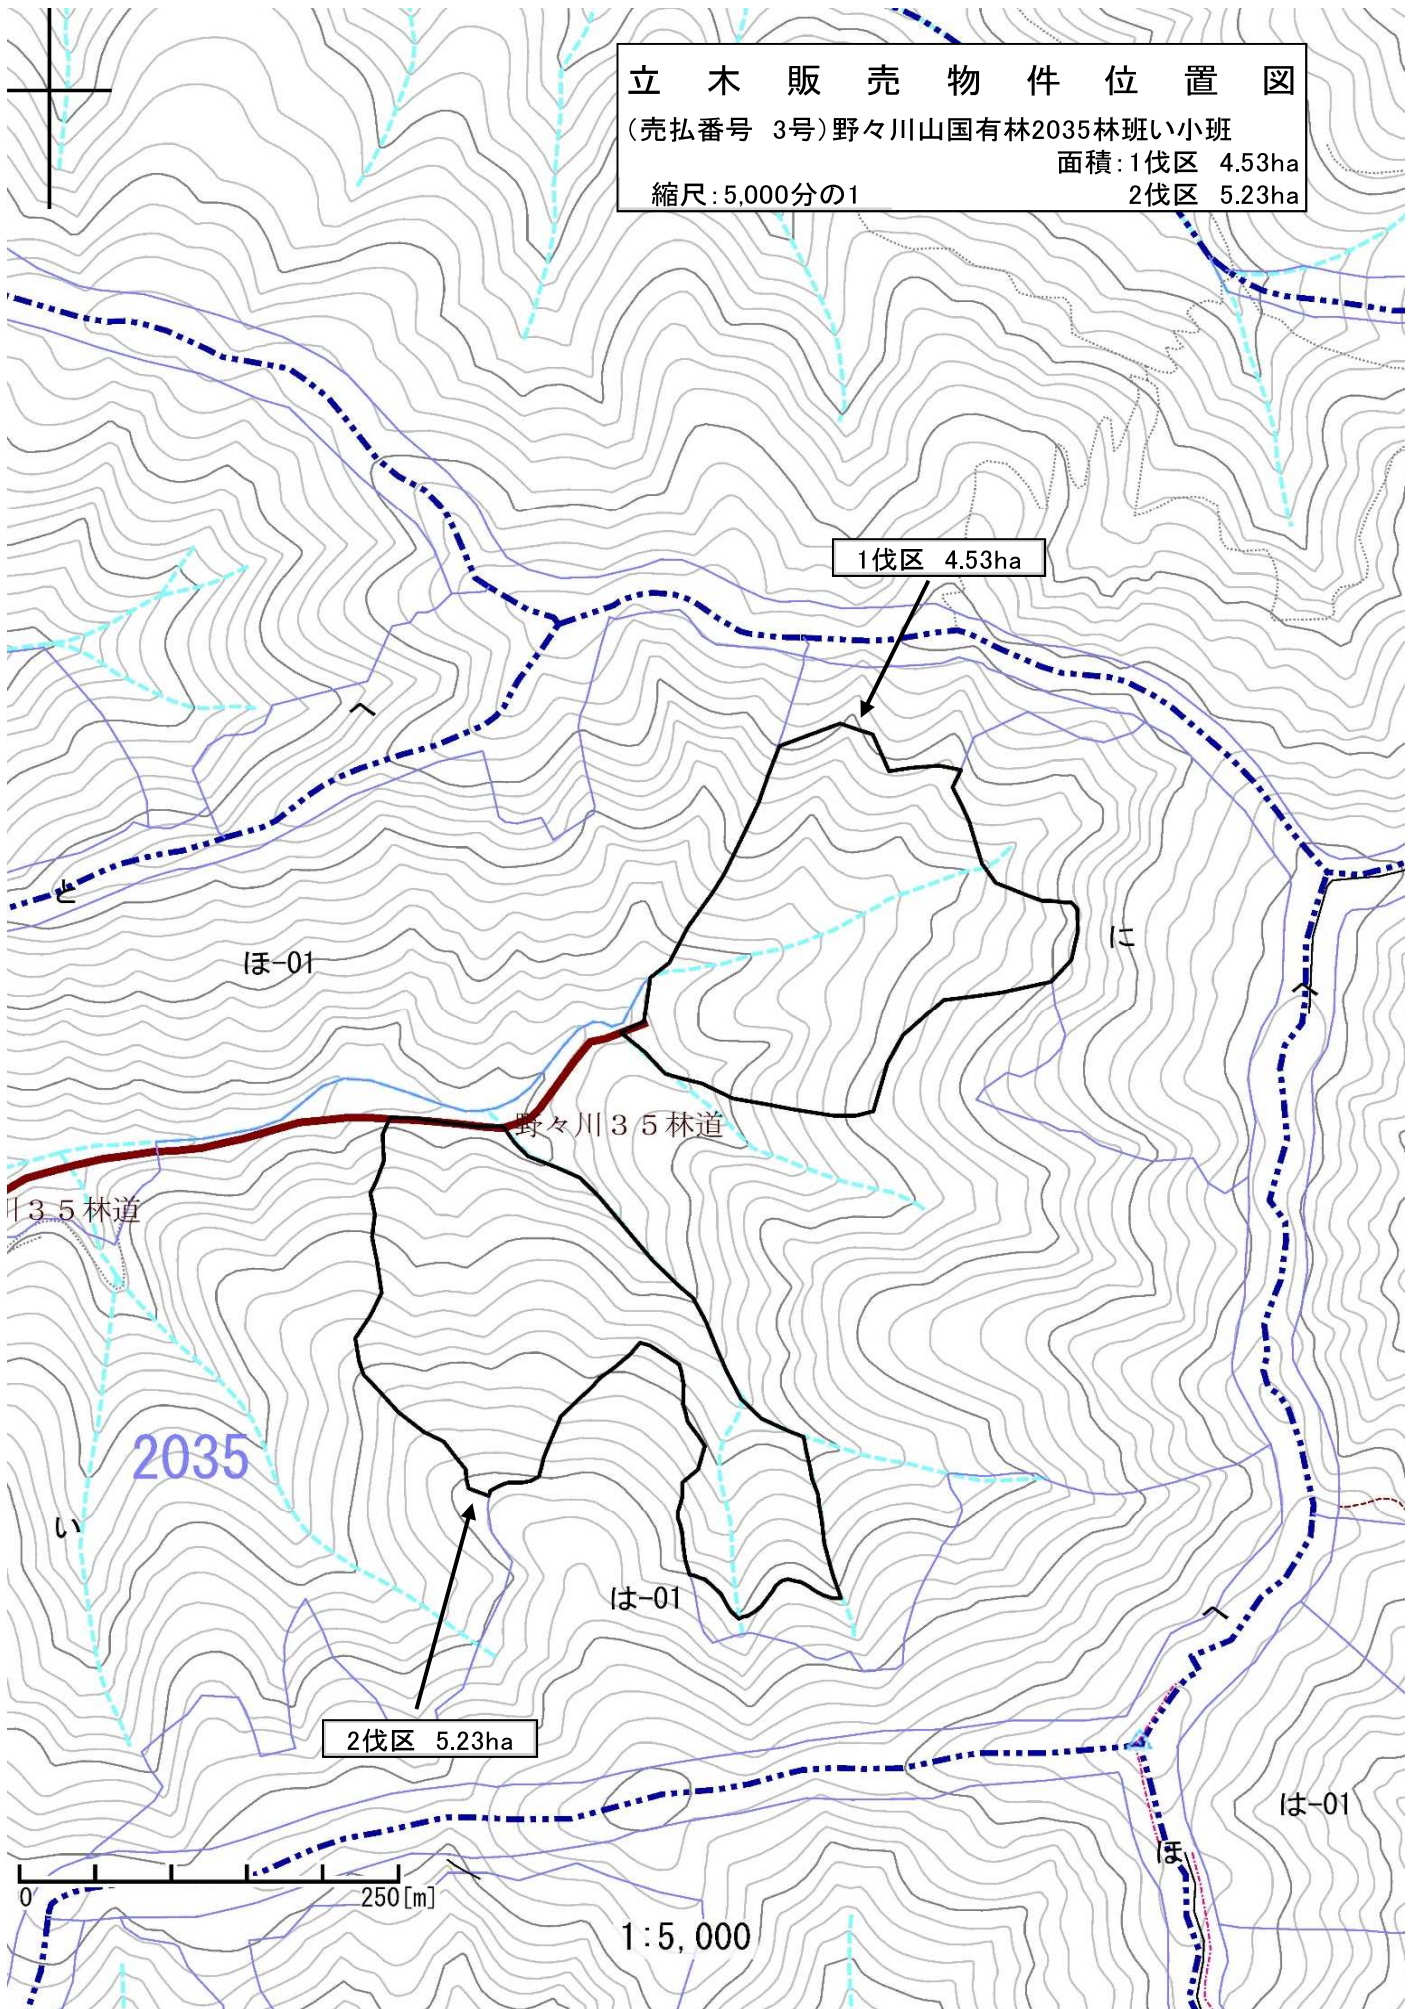 立木販売物件位置図
(売払番号 3号)野々川山国有林2035林班い小班
面積:1伐区 4.53ha
縮尺:5,000分の1 2伐区 5.23ha
1伐区 4.53ha
へ
と
ほ-01
に
へ
野々川35林道
川35林道
2035
い
は-01
へ
2伐区 5.23ha
は-01
ほ
0 250[m]
1:5,000